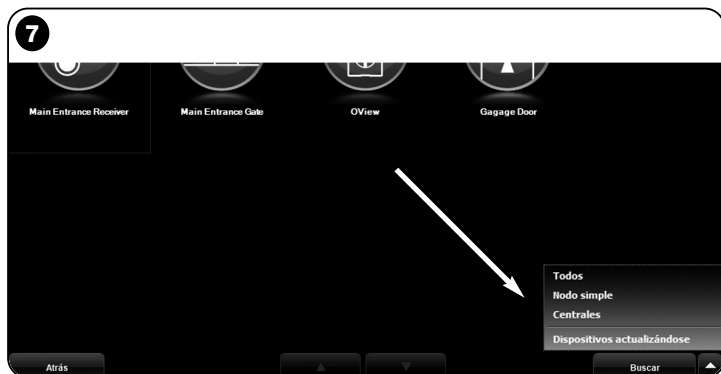 7
Main Entrance Receiver
Main Entrance Gate
OView
Gagage Door
Todos
Nodo simple
Centrales
Dispositivos actualizándose
Atrás
Buscar